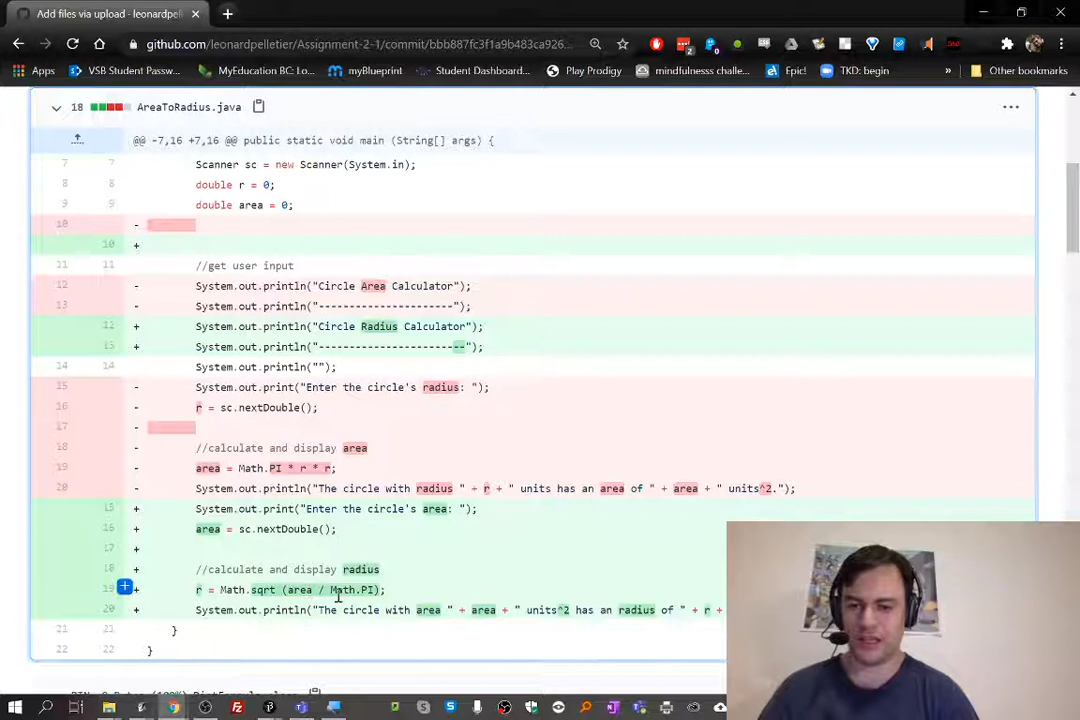 Add files via upload · leonardpel
github.com/leonardpelletier/Assignment-2-1/commit/bbb887fc3f1a9b483ca926...
Apps VSB Student Passw... MyEducation BC: Lo... myBlueprint Student Dashboard... Play Prodigy mindfulnesss challe... Epic! TKD: begin » Other bookmarks
18 AreaToRadius.java ...
@@ -7,16 +7,16 @@ public static void main (String[] args) {
7 7 Scanner sc = new Scanner(System.in);
8 8 double r = 0;
9 9 double area = 0;
10 -
10 +
11 11 //get user input
12 - System.out.println("Circle Area Calculator");
13 - System.out.println("----------------------");
12 + System.out.println("Circle Radius Calculator");
13 + System.out.println("------------------------");
14 14 System.out.println("");
15 - System.out.print("Enter the circle's radius: ");
16 - r = sc.nextDouble();
17 -
18 - //calculate and display area
19 - area = Math.PI * r * r;
20 - System.out.println("The circle with radius " + r + " units has an area of " + area + " units^2.");
15 + System.out.print("Enter the circle's area: ");
16 + area = sc.nextDouble();
17 +
18 + //calculate and display radius
19 + r = Math.sqrt (area / Math.PI);
20 + System.out.println("The circle with area " + area + " units^2 has an radius of " + r +
21 21 }
22 22 }